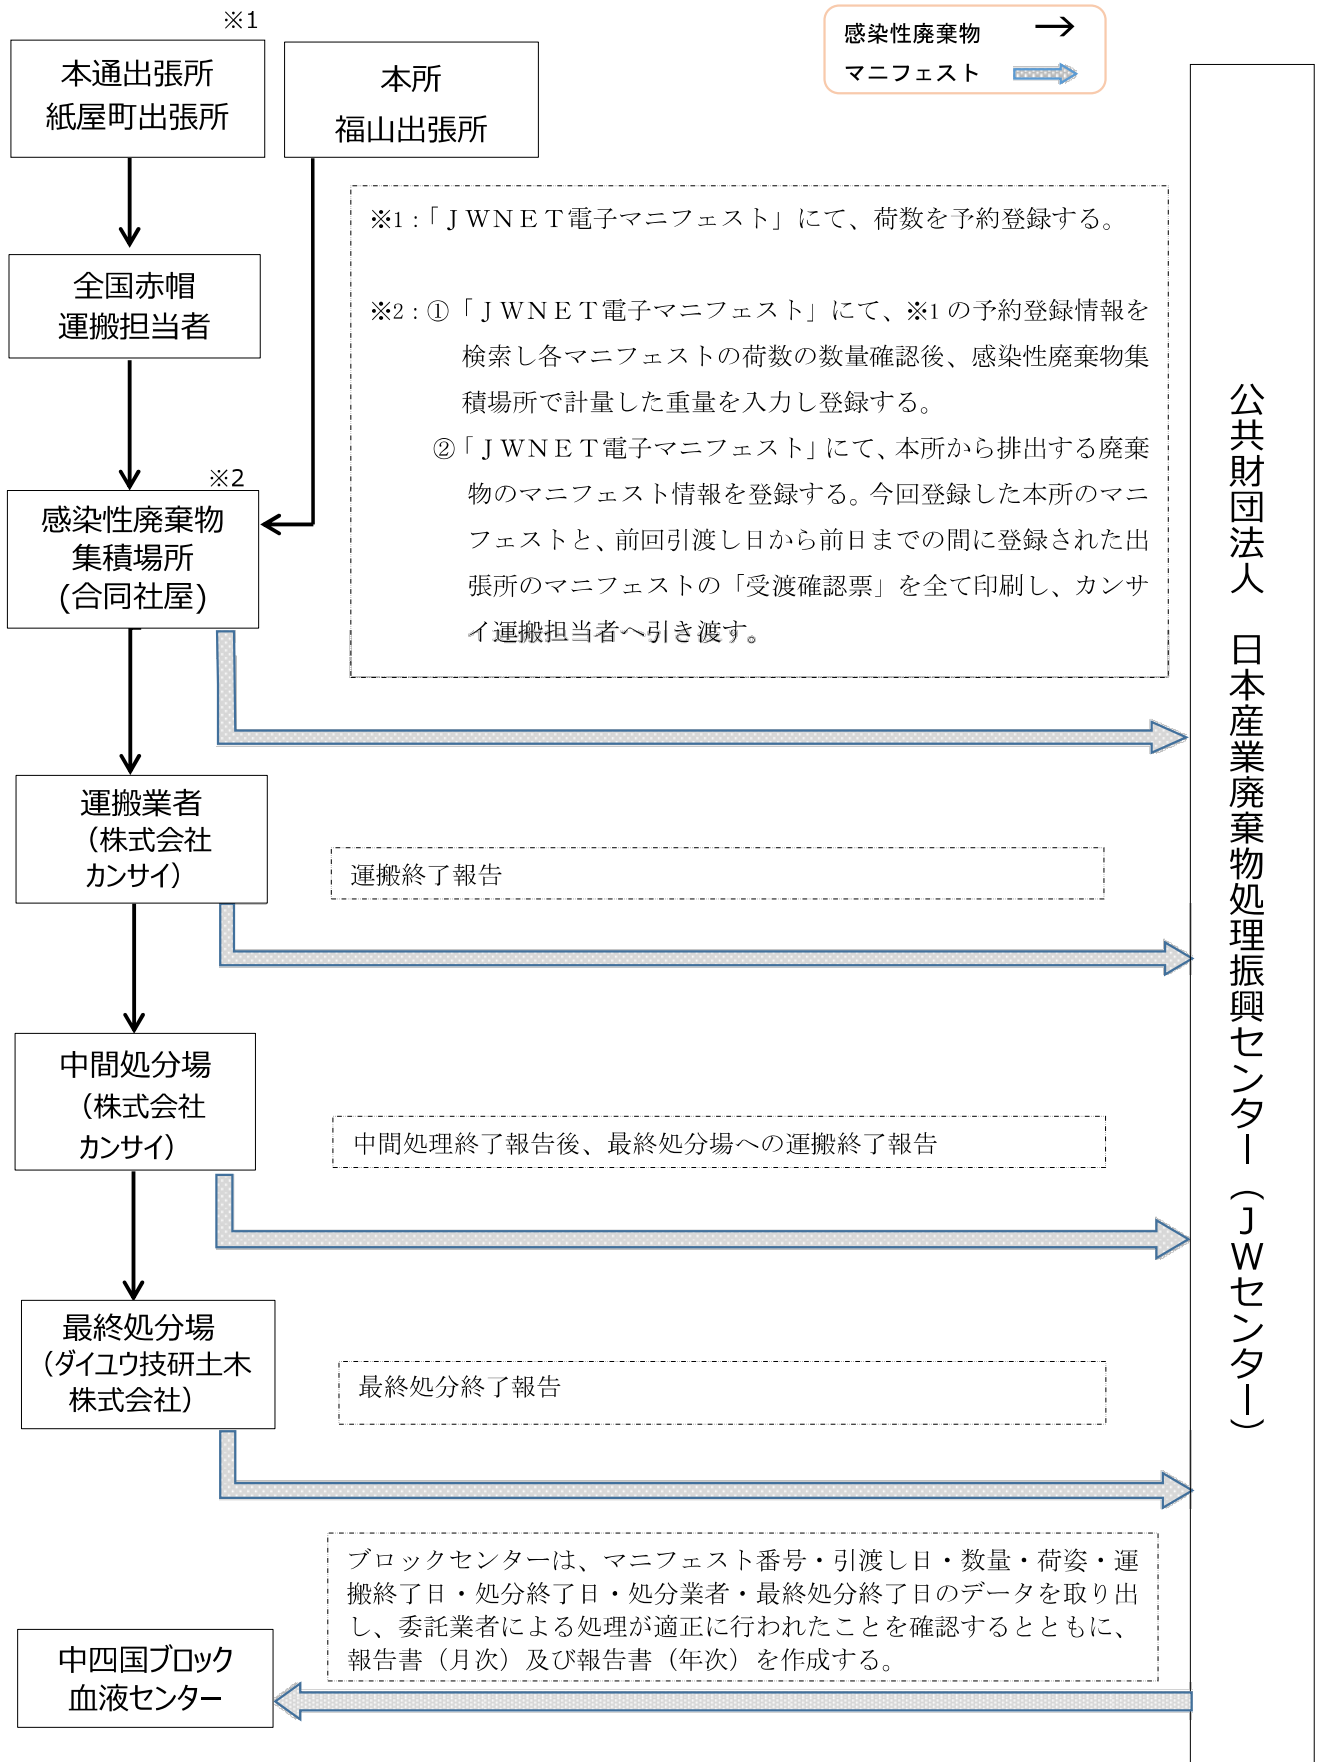 ※1
感染性廃棄物
マニフェスト
本通出張所
紙屋町出張所
本所
福山出張所
※1：「ＪＷＮＥＴ電子マニフェスト」にて、荷数を予約登録する。
全国赤帽
運搬担当者
※2：①「ＪＷＮＥＴ電子マニフェスト」にて、※1 の予約登録情報を
検索し各マニフェストの荷数の数量確認後、感染性廃棄物集
積場所で計量した重量を入力し登録する。
②「ＪＷＮＥＴ電子マニフェスト」にて、本所から排出する廃棄
物のマニフェスト情報を登録する。今回登録した本所のマニ
フェストと、前回引渡し日から前日までの間に登録された出
張所のマニフェストの「受渡確認票」を全て印刷し、カンサ
イ運搬担当者へ引き渡す。
※2
感染性廃棄物
集積場所
(合同社屋)
公共財団法人　日本産業廃棄物処理振興センター（ＪＷセンター）
運搬業者
（株式会社
カンサイ）
運搬終了報告
中間処分場
（株式会社
カンサイ）
中間処理終了報告後、最終処分場への運搬終了報告
最終処分場
（ダイユウ技研土木
株式会社）
最終処分終了報告
ブロックセンターは、マニフェスト番号・引渡し日・数量・荷姿・運
搬終了日・処分終了日・処分業者・最終処分終了日のデータを取り出
し、委託業者による処理が適正に行われたことを確認するとともに、
報告書（月次）及び報告書（年次）を作成する。
中四国ブロック
血液センター